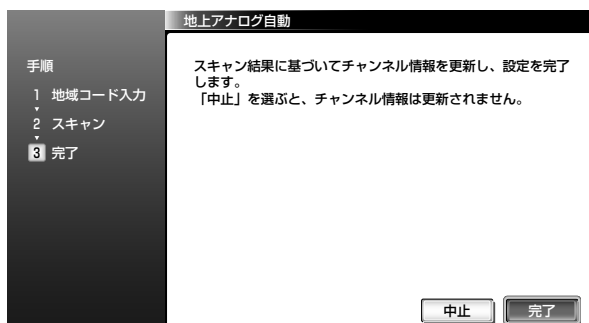 地上アナログ自動
手順
1 地域コード入力
2 スキャン
3 完了
スキャン結果に基づいてチャンネル情報を更新し、設定を完了
します。
「中止」を選ぶと、チャンネル情報は更新されません。
中止
完了